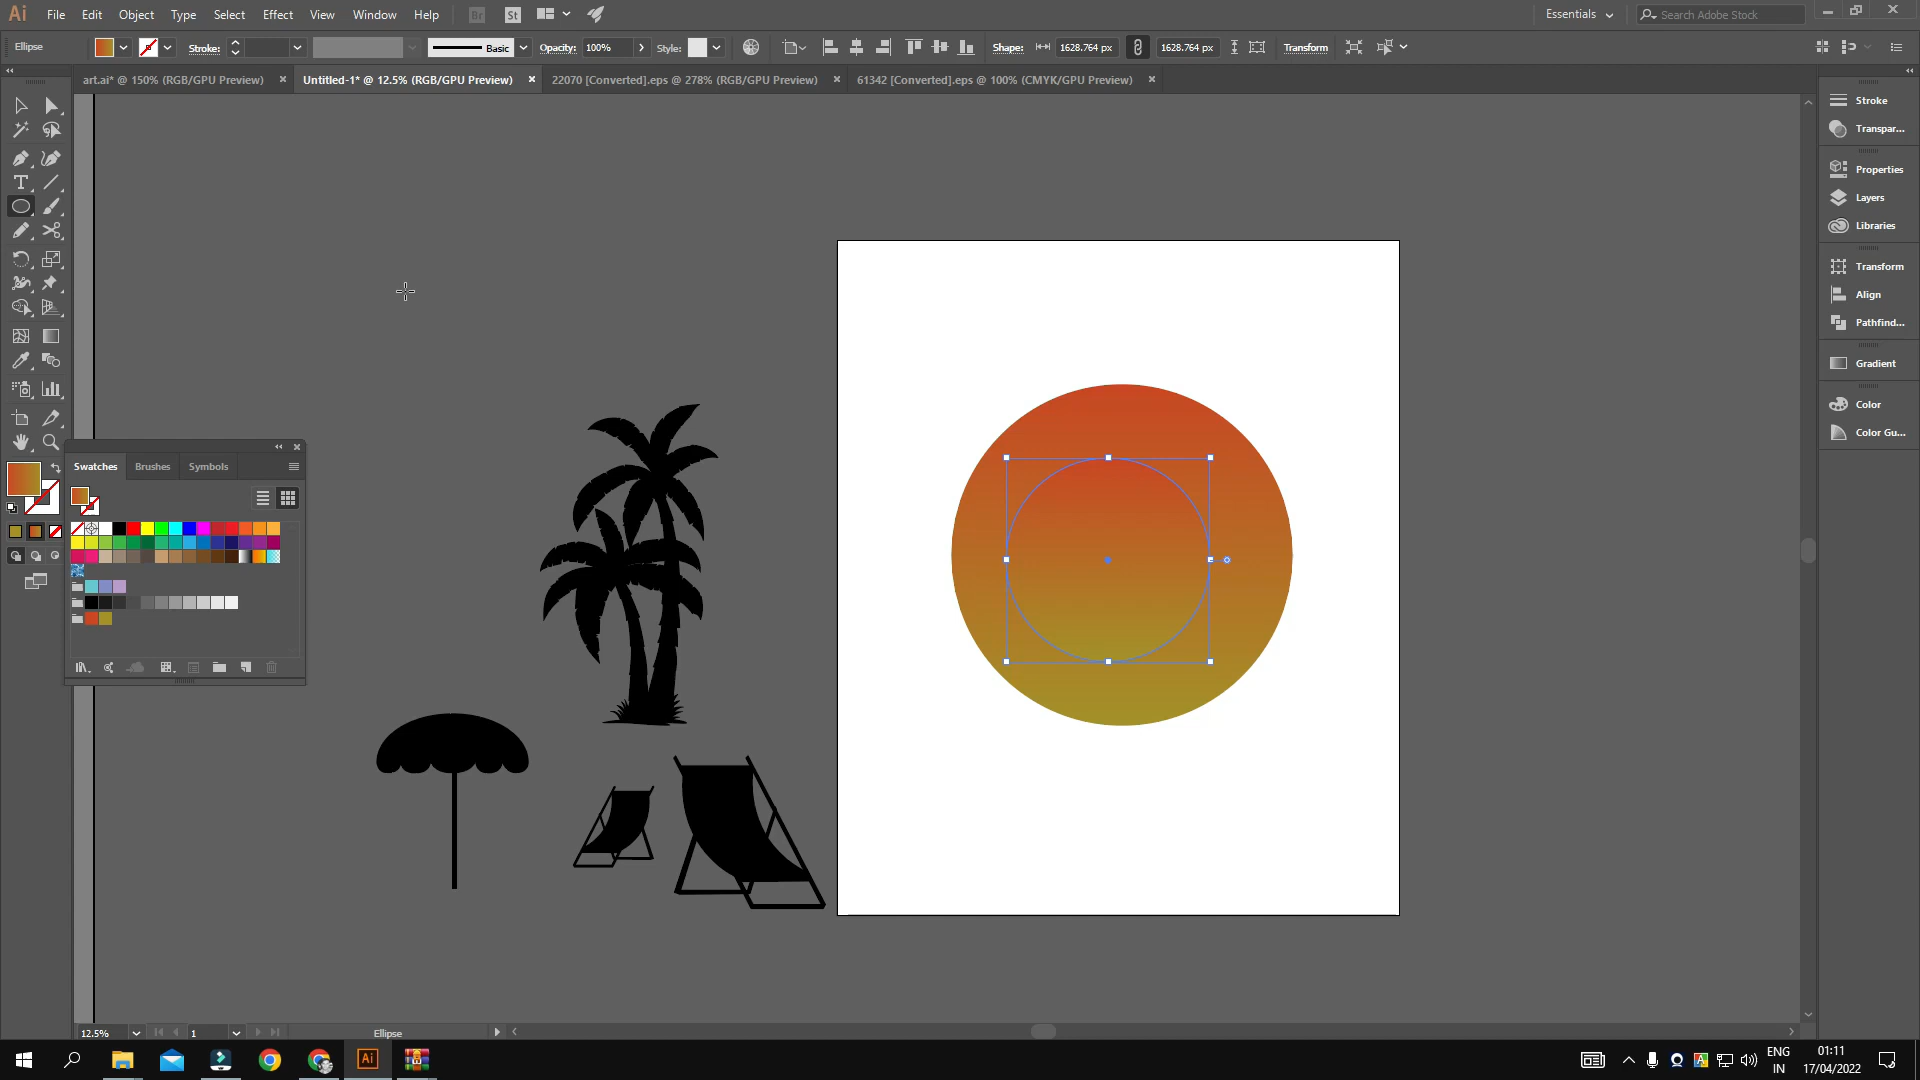 Ai File Edit Object Type Select Effect View Window Help Br St Essentials Search Adobe Stock
Ellipse Stroke: Basic Opacity: 100% Style: Shape: 1628.764 px 1628.764 px Transform
art.ai* @ 150% (RGB/GPU Preview) × Untitled-1* @ 12.5% (RGB/GPU Preview) × 22070 [Converted].eps @ 278% (RGB/GPU Preview) × 61342 [Converted].eps @ 100% (CMYK/GPU Preview) ×
Stroke
Transpar...
Properties
Layers
Libraries
Transform
Align
Pathfind...
Gradient
Color
Color Gu...
Swatches Brushes Symbols
12.5% 1 Ellipse
Ai
ENG
IN
01:11
17/04/2022